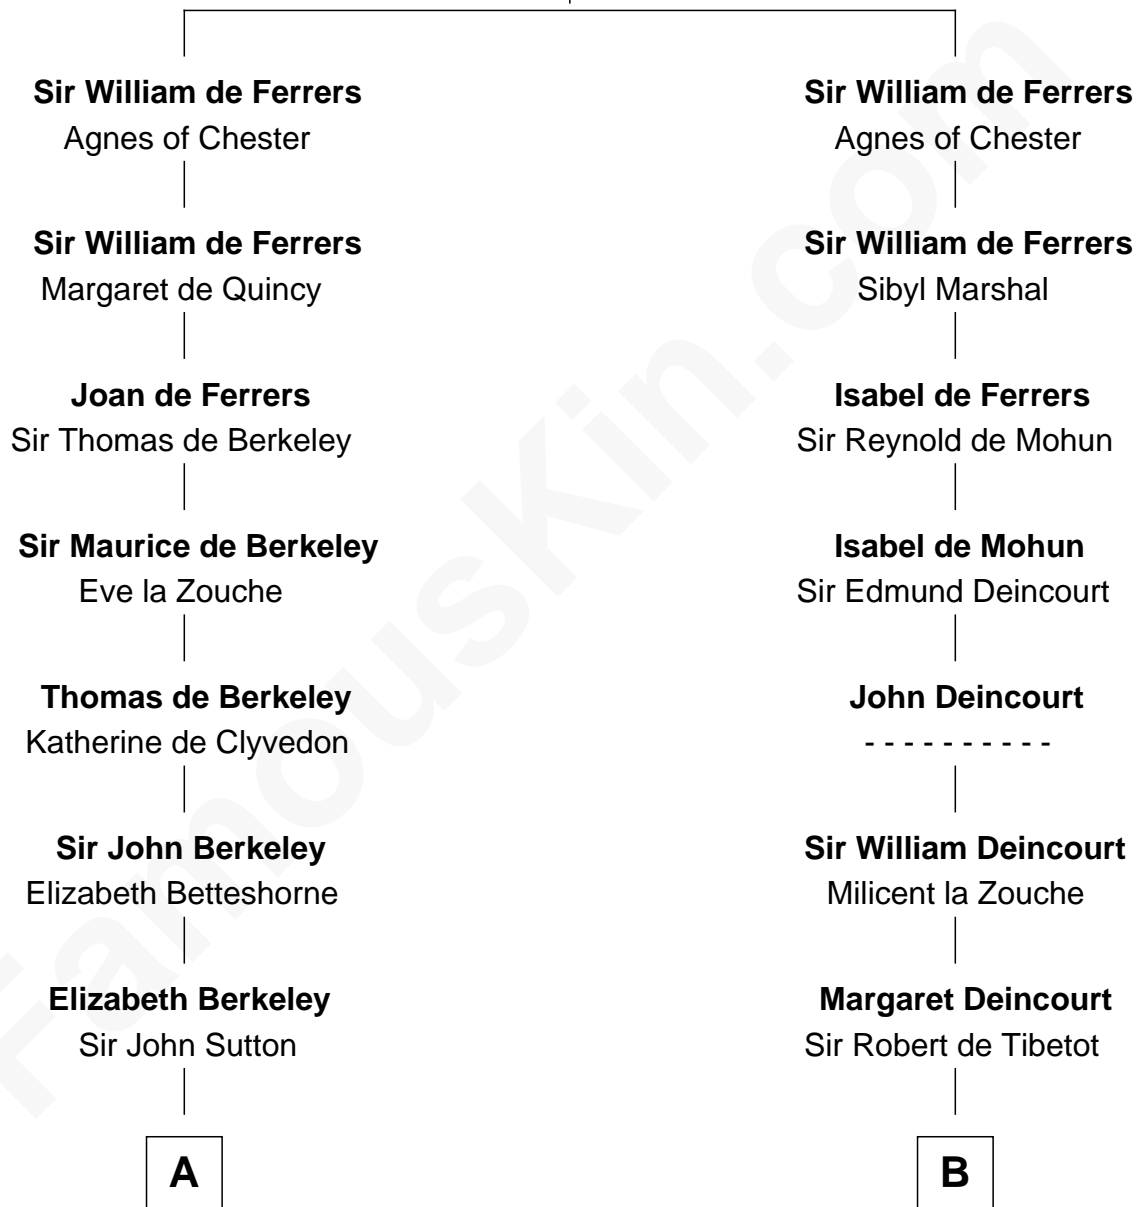 Sir William de Ferrers
Agnes of Chester
Sir William de Ferrers
Margaret de Quincy
Joan de Ferrers
Sir Thomas de Berkeley
Sir Maurice de Berkeley
Eve la Zouche
Thomas de Berkeley
Katherine de Clyvedon
Sir John Berkeley
Elizabeth Betteshorne
Elizabeth Berkeley
Sir John Sutton
A
Sir William de Ferrers
Agnes of Chester
Sir William de Ferrers
Sibyl Marshal
Isabel de Ferrers
Sir Reynold de Mohun
Isabel de Mohun
Sir Edmund Deincourt
John Deincourt
- - - - - - - - - -
Sir William Deincourt
Milicent la Zouche
Margaret Deincourt
Sir Robert de Tibetot
B
FamousKin.com